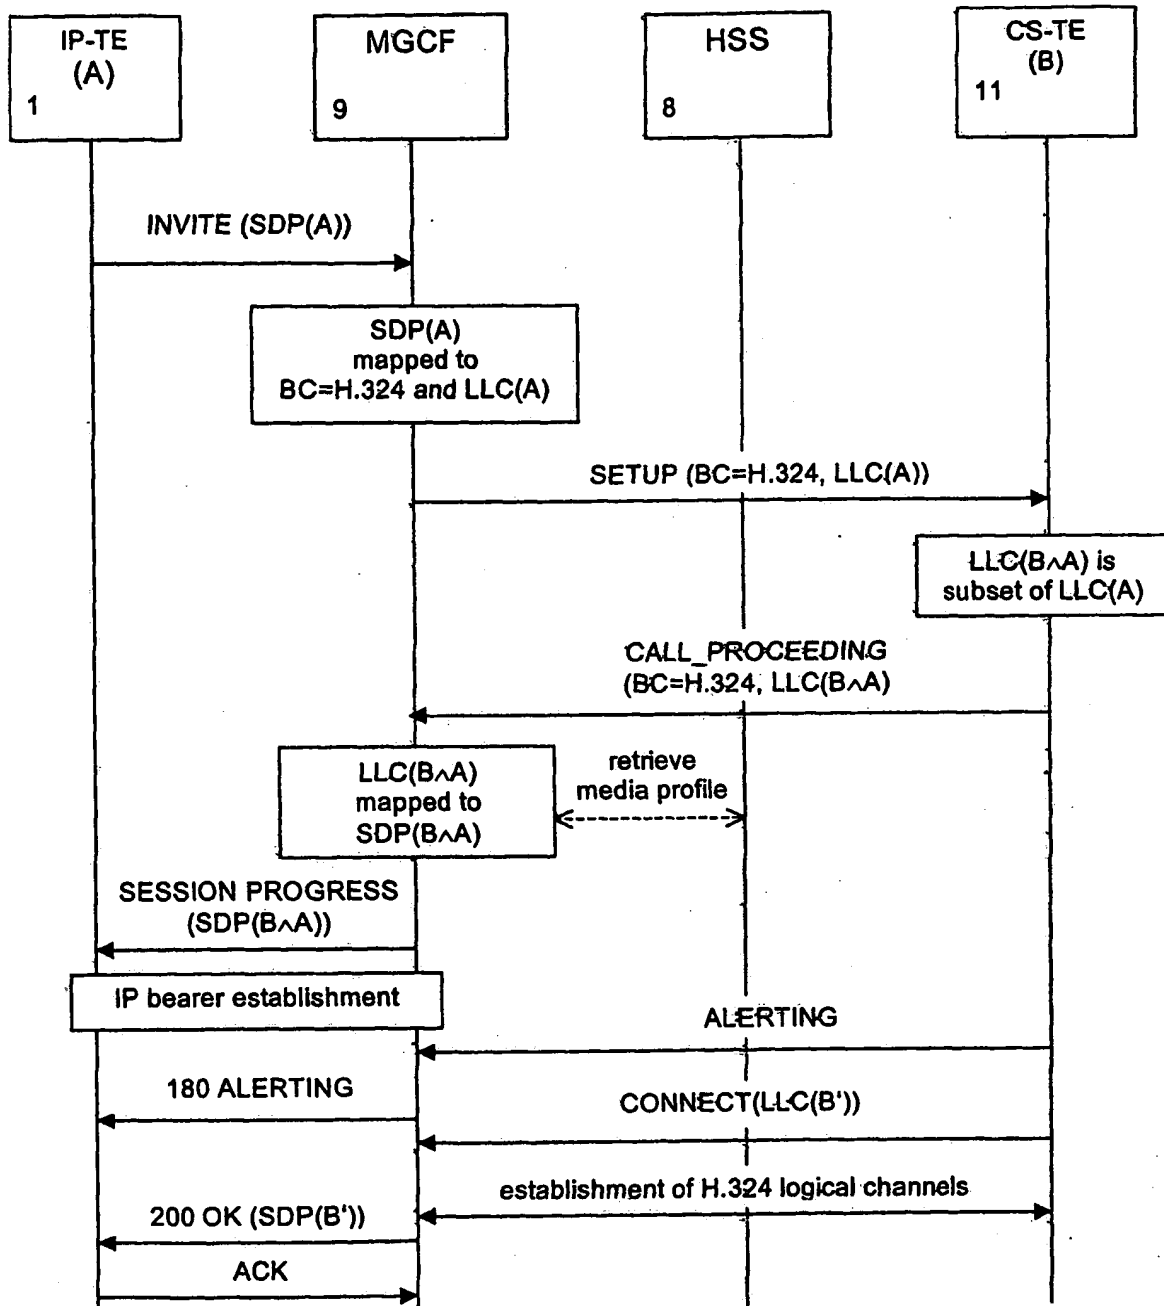 IP-TE
(A)
1
MGCF
9
HSS
8
CS-TE
(B)
11
INVITE (SDP(A))
SDP(A)
mapped to
BC=H.324 and LLC(A)
SETUP (BC=H.324, LLC(A))
LLC(B∧A) is
subset of LLC(A)
CALL_PROCEEDING
(BC=H.324, LLC(B∧A)
LLC(B∧A)
mapped to
SDP(B∧A)
retrieve
media profile
SESSION PROGRESS
(SDP(B∧A))
IP bearer establishment
ALERTING
180 ALERTING
CONNECT(LLC(B'))
establishment of H.324 logical channels
200 OK (SDP(B'))
ACK